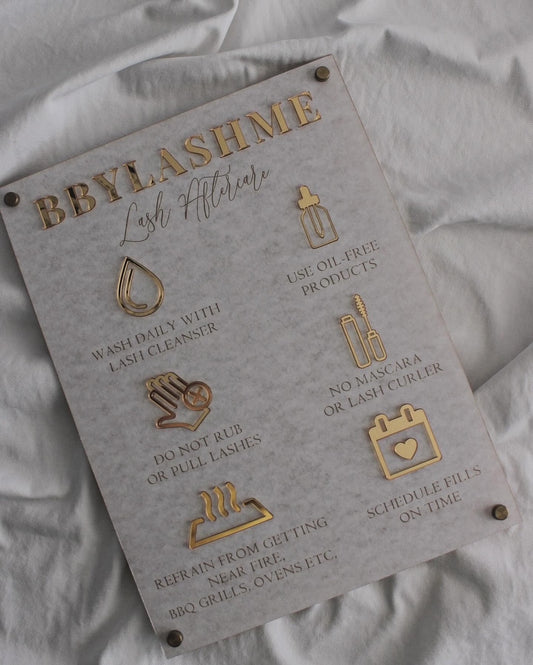 BBYLASHME
Lash Aftercare
WASH DAILY WITH
LASH CLEANSER
USE OIL-FREE
PRODUCTS
DO NOT RUB
OR PULL LASHES
NO MASCARA
OR LASH CURLER
REFRAIN FROM GETTING
NEAR FIRE,
BBQ GRILLS, OVENS ETC,
SCHEDULE FILLS
ON TIME